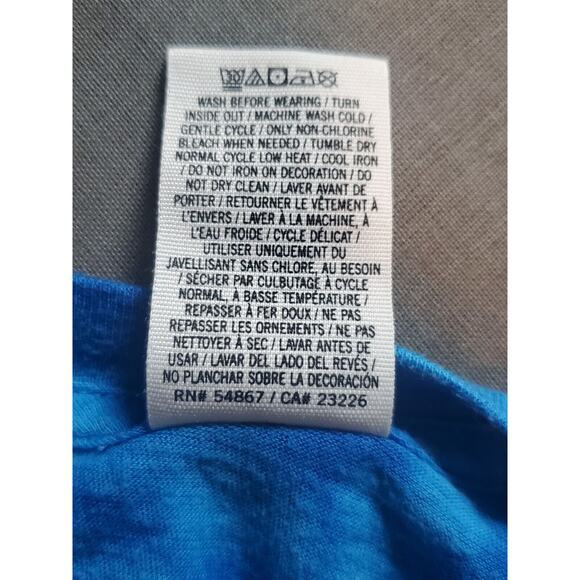 WASH BEFORE WEARING / TURN
INSIDE OUT / MACHINE WASH COLD /
GENTLE CYCLE / ONLY NON-CHLORINE
BLEACH WHEN NEEDED / TUMBLE DRY
NORMAL CYCLE LOW HEAT / COOL IRON
/ DO NOT IRON ON DECORATION / DO
NOT DRY CLEAN / LAVER AVANT DE
PORTER / RETOURNER LE VÊTEMENT À
L'ENVERS / LAVER À LA MACHINE, À
L'EAU FROIDE / CYCLE DÉLICAT /
UTILISER UNIQUEMENT DU
JAVELLISANT SANS CHLORE, AU BESOIN
/ SÉCHER PAR CULBUTAGE À CYCLE
NORMAL, À BASSE TEMPÉRATURE /
REPASSER À FER DOUX / NE PAS
REPASSER LES ORNEMENTS / NE PAS
NETTOYER À SEC / LAVAR ANTES DE
USAR / LAVAR DEL LADO DEL REVÉS /
NO PLANCHAR SOBRE LA DECORACIÓN
RN# 54867 / CA# 23226